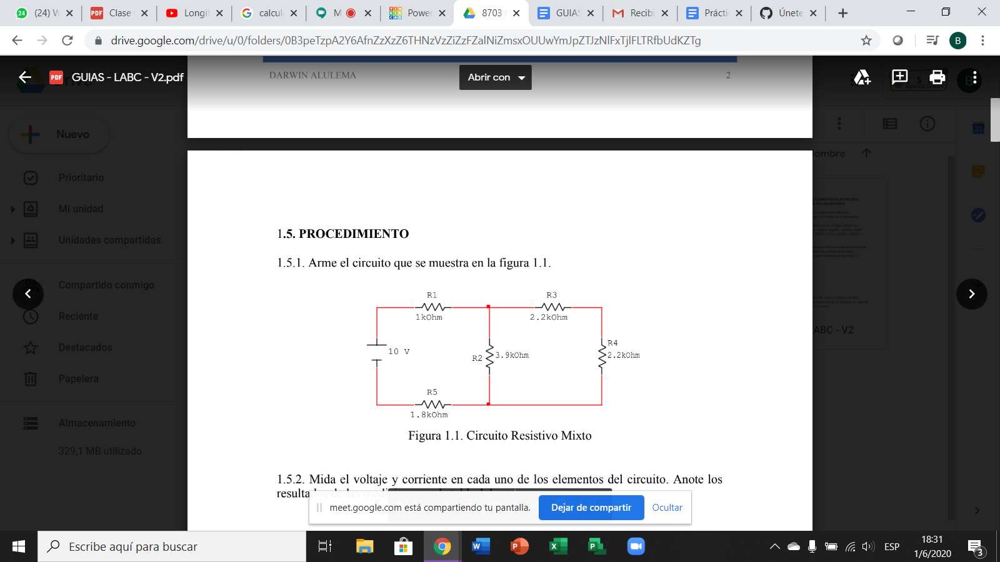 (24) W
Clase
Longit
calcul
M
Power
8703
GUIAS
Recibi
Prácti
Únete
drive.google.com/drive/u/0/folders/0B3peTzpA2Y6AfnZzXzZ6THNzVzZiZzFZalNiZmsxOUUwYmJpZTJzNlFxTjlFLTRfbUdKZTg
B
PDF GUIAS - LABC - V2.pdf
Abrir con
DARWIN ALULEMA 2
Nuevo
Prioritario
Mi unidad
Unidades compartidas
Compartido conmigo
Reciente
Destacados
Papelera
Almacenamiento
329,1 MB utilizado
ombre
ABC - V2
1.5. PROCEDIMIENTO
1.5.1. Arme el circuito que se muestra en la figura 1.1.
R1
1kOhm
R3
2.2kOhm
10 V
R2
3.9kOhm
R4
2.2kOhm
R5
1.8kOhm
Figura 1.1. Circuito Resistivo Mixto
1.5.2. Mida el voltaje y corriente en cada uno de los elementos del circuito. Anote los
resulta
meet.google.com está compartiendo tu pantalla.
Dejar de compartir
Ocultar
Escribe aquí para buscar
ESP
18:31
1/6/2020
3